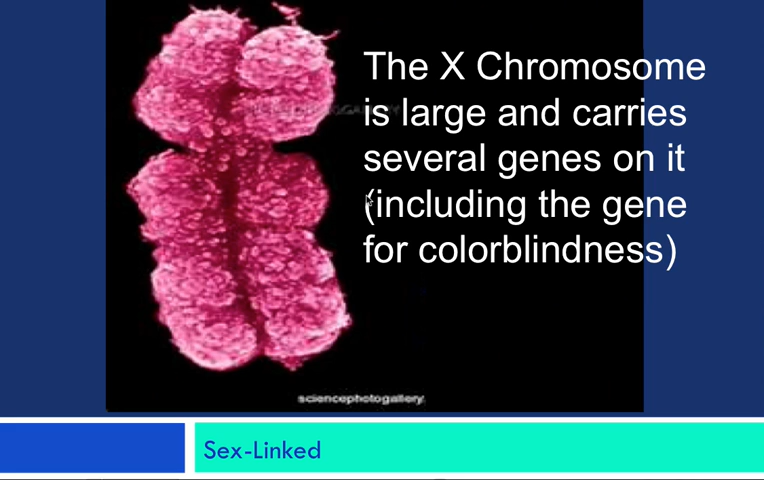 The X Chromosome
is large and carries
several genes on it
(including the gene
for colorblindness)
sciencephotogallery
Sex-Linked